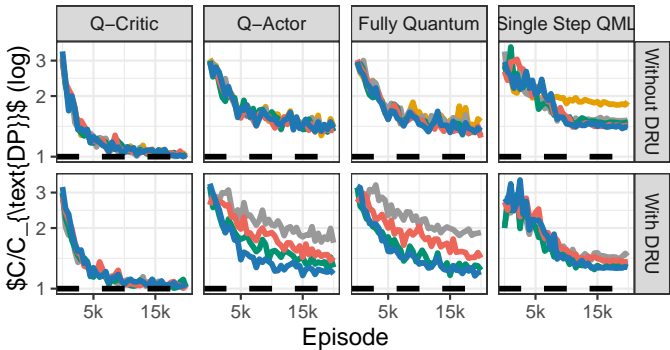 Q−Critic
Q−Actor
Fully Quantum
Single Step QML
3
2
1
Without DRU
3
2
1
With DRU
5k 15k 5k 15k 5k 15k 5k 15k
Episode
$C/C_{\text{DP}}$ (log)